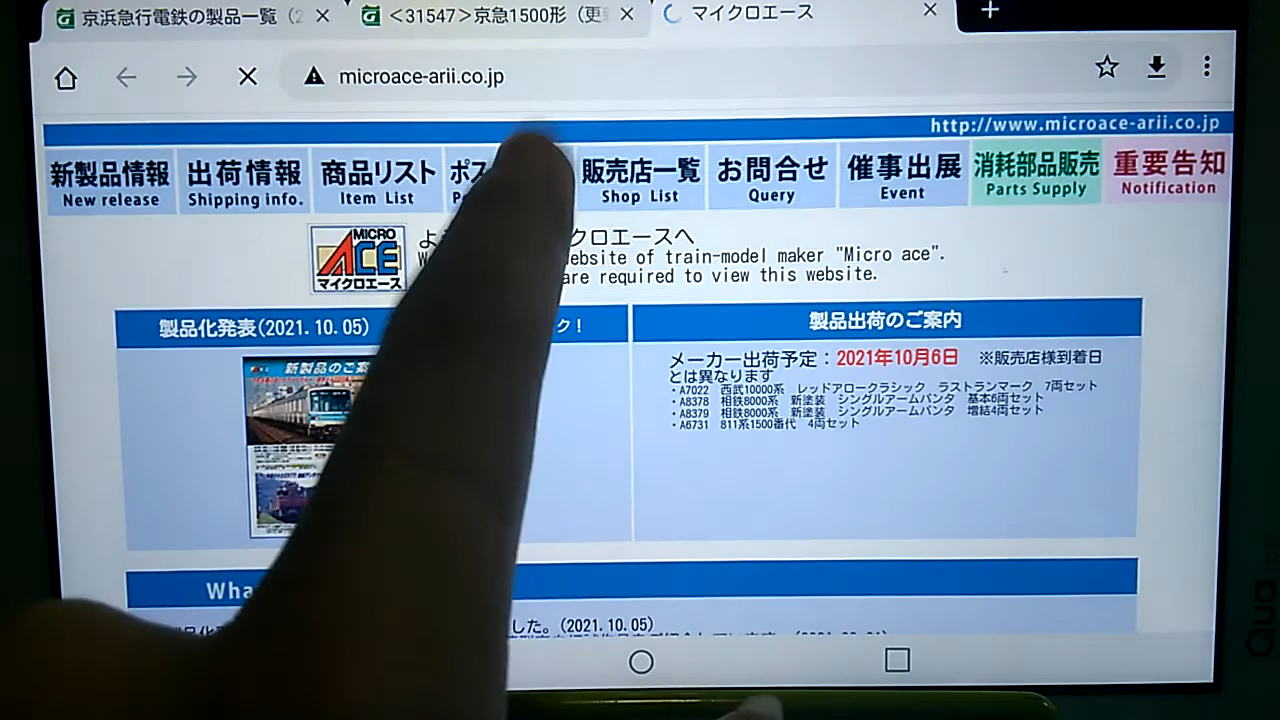 京浜急行電鉄の製品一覧（2
＜31547＞京急1500形（更
マイクロエース
microace-arii.co.jp
http://www.microace-arii.co.jp
新製品情報
New release
出荷情報
Shipping info.
商品リスト
Item List
ポス
販売店一覧
Shop List
お問合せ
Query
催事出展
Event
消耗部品販売
Parts Supply
重要告知
Notification
MICRO
ACE
マイクロエース
よ
クロエースへ
ebsite of train-model maker "Micro ace".
are required to view this website.
製品化発表(2021.10.05)
ク！
新製品のご案
製品出荷のご案内
メーカー出荷予定：2021年10月6日　※販売店様到着日
とは異なります
・A7022　西武10000系　レッドアロークラシック　ラストランマーク　7両セット
・A8378　相鉄8000系　新塗装　シングルアームパンタ　基本6両セット
・A8379　相鉄8000系　新塗装　シングルアームパンタ　増結4両セット
・A6731　811系1500番代　4両セット
Wha
した。(2021.10.05)
Qua